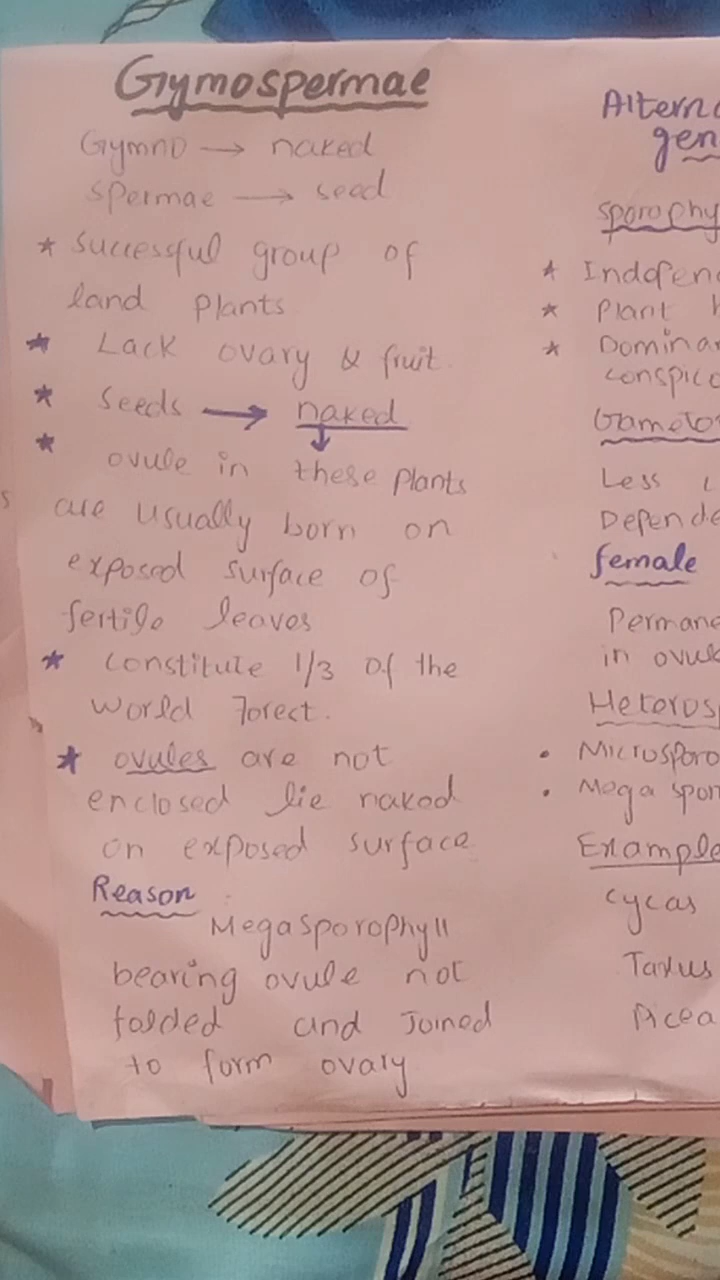 Gymospermae
Gymno → naked
Spermae → seed
* Successful group of
land Plants
* Lack ovary & fruit.
* Seeds → naked
* ovule in these plants
are usually born on
exposed surface of
fertile leaves
* Constitute 1/3 of the
world Forest.
* ovules are not
enclosed lie naked
on exposed surface
Reason :
Megasporophyll
bearing ovule not
folded and Joined
to form ovary
Altern
gen
Sporophy
* Indepen
* Plant
* Domina
conspic
Gameto
Less
Depende
female
Permane
in ovul
Heteros
• Microsporo
• Mega spor
Example
Cycas
Taxus
Picea